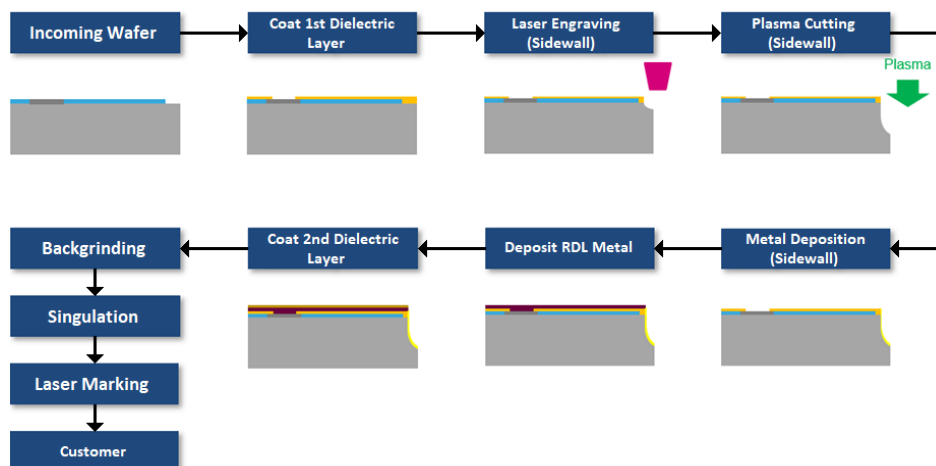 Incoming Wafer
Coat 1st Dielectric
Layer
Laser Engraving
(Sidewall)
Plasma Cutting
(Sidewall)
Plasma
Metal Deposition
(Sidewall)
Deposit RDL Metal
Coat 2nd Dielectric
Layer
Backgrinding
Singulation
Laser Marking
Customer